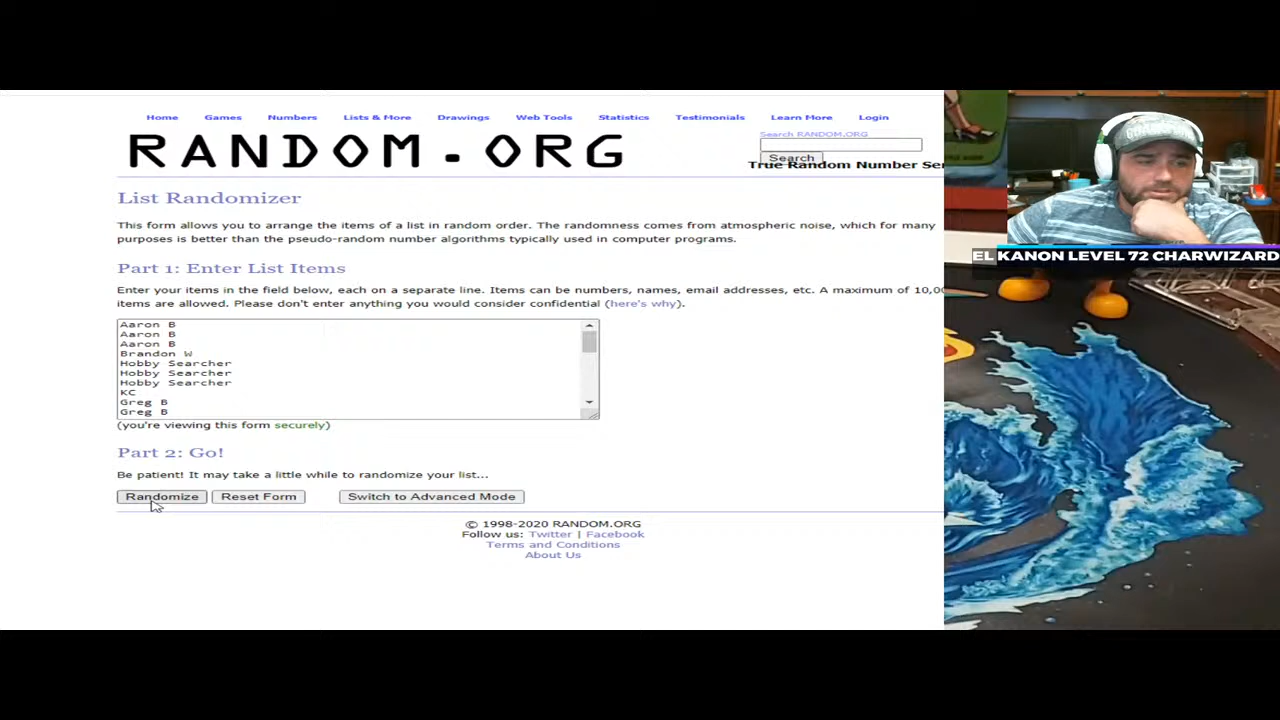 Home Games Numbers Lists & More Drawings Web Tools Statistics Testimonials Learn More Login
RANDOM.ORG
Search RANDOM.ORG
Search
True Random Number Se
List Randomizer
This form allows you to arrange the items of a list in random order. The randomness comes from atmospheric noise, which for many
purposes is better than the pseudo-random number algorithms typically used in computer programs.
Part 1: Enter List Items
Enter your items in the field below, each on a separate line. Items can be numbers, names, email addresses, etc. A maximum of 10,00
items are allowed. Please don't enter anything you would consider confidential (here's why).
Aaron B
Aaron B
Aaron B
Brandon W
Hobby Searcher
Hobby Searcher
Hobby Searcher
KC
Greg B
Greg B
(you're viewing this form securely)
Part 2: Go!
Be patient! It may take a little while to randomize your list...
Randomize Reset Form Switch to Advanced Mode
© 1998-2020 RANDOM.ORG
Follow us: Twitter | Facebook
Terms and Conditions
About Us
EL KANON LEVEL 72 CHARWIZARD